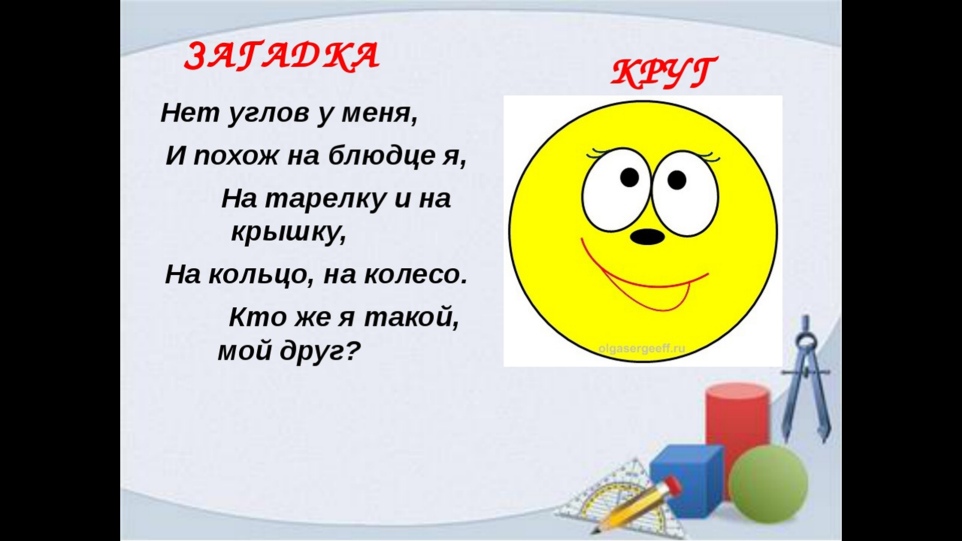 ЗАГАДКА
Нет углов у меня,
И похож на блюдце я,
На тарелку и на
крышку,
На кольцо, на колесо.
Кто же я такой,
мой друг?
КРУГ
olgasergeeff.ru